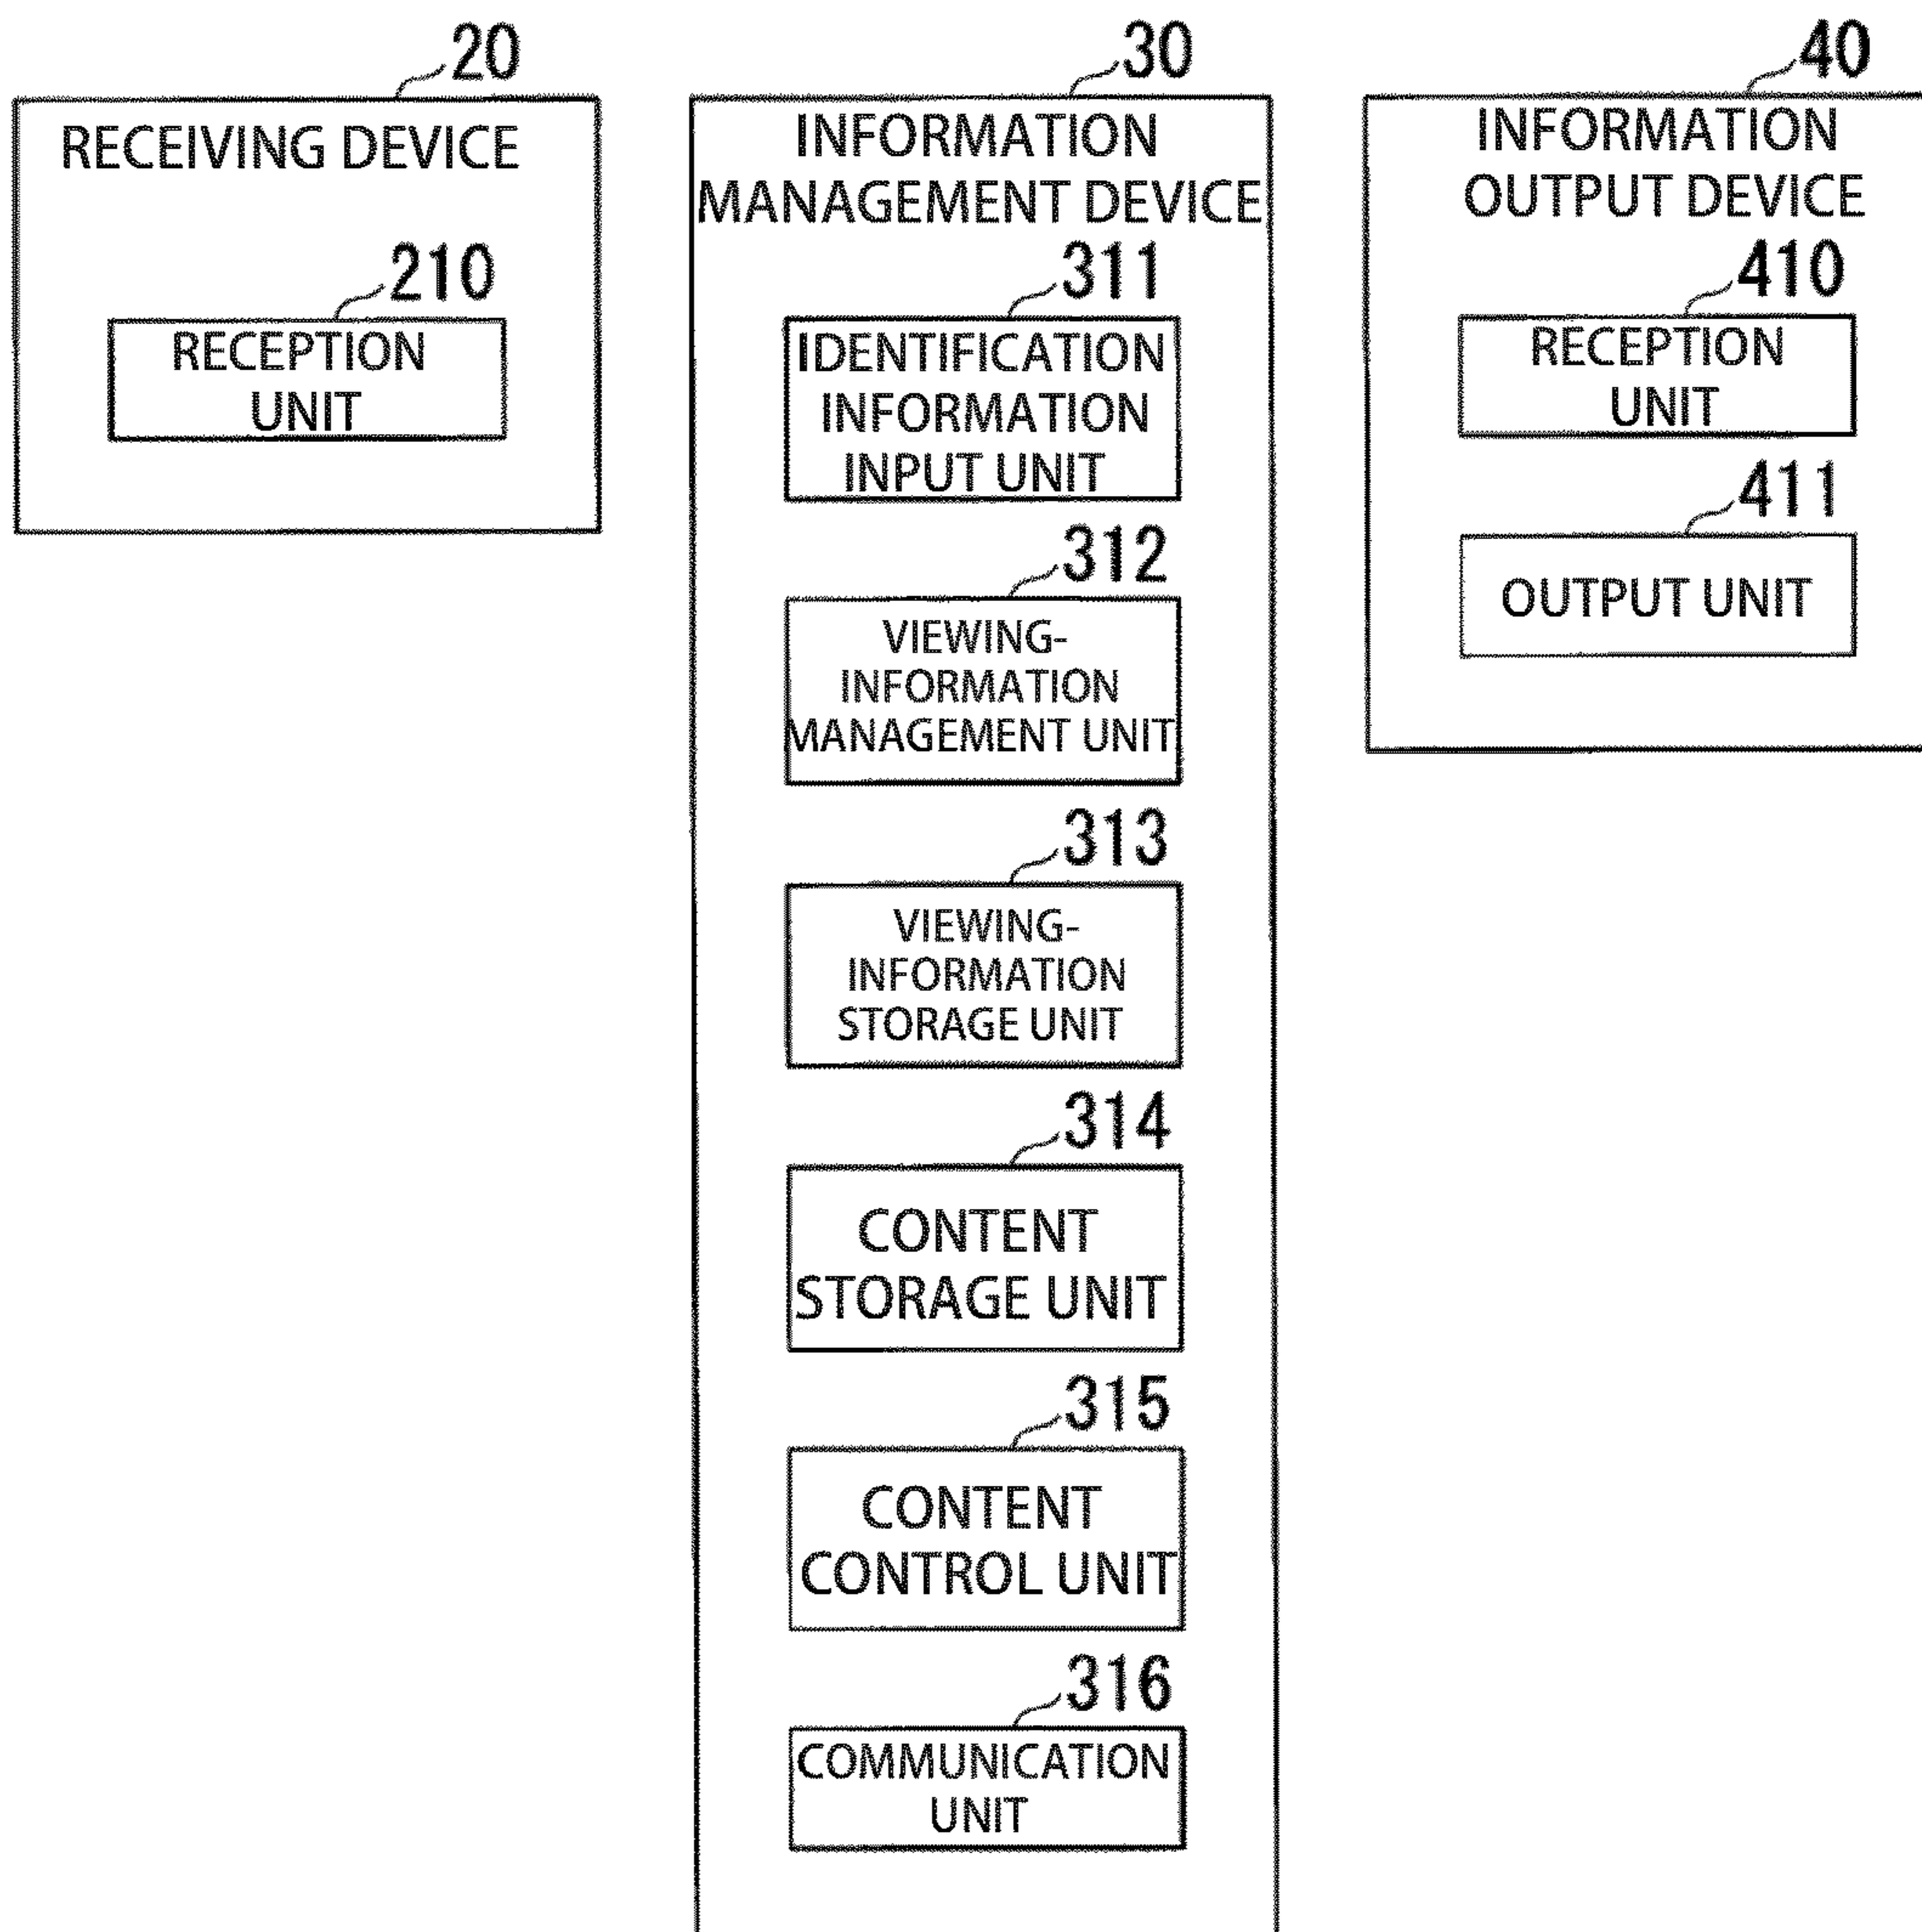 20
RECEIVING DEVICE
210
RECEPTION
UNIT
30
INFORMATION
MANAGEMENT DEVICE
311
IDENTIFICATION
INFORMATION
INPUT UNIT
312
VIEWING-
INFORMATION
MANAGEMENT UNIT
313
VIEWING-
INFORMATION
STORAGE UNIT
314
CONTENT
STORAGE UNIT
315
CONTENT
CONTROL UNIT
316
COMMUNICATION
UNIT
40
INFORMATION
OUTPUT DEVICE
410
RECEPTION
UNIT
411
OUTPUT UNIT